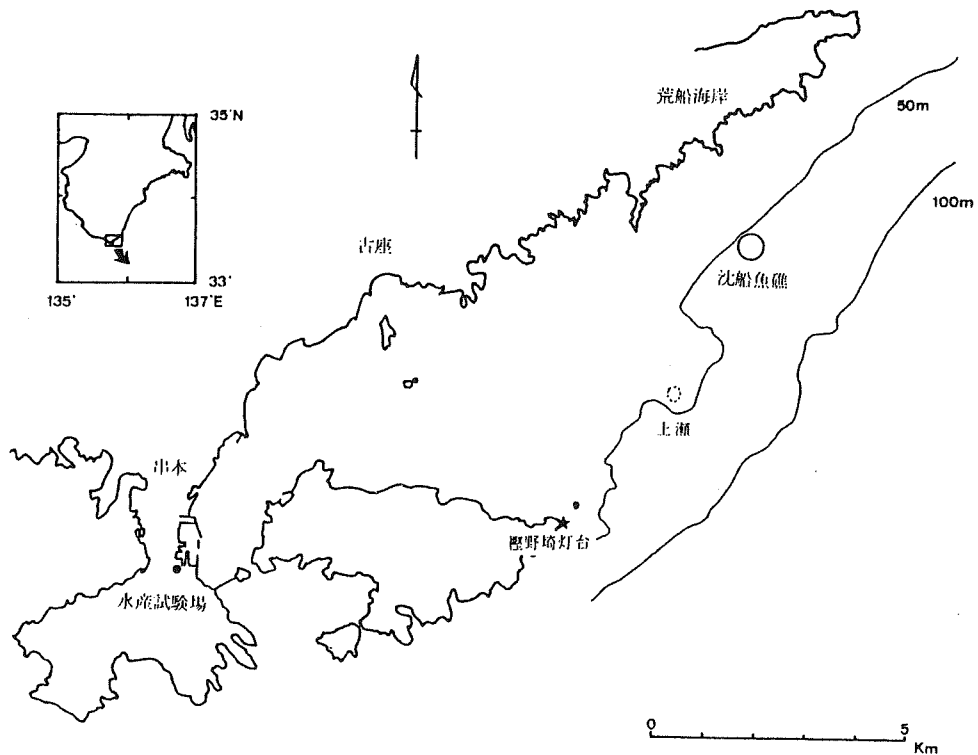 荒船海岸
50m
100m
35°N
33°
135°
137°E
古座
沈船魚礁
上瀬
串本
樫野埼灯台
水産試験場
0
5
Km